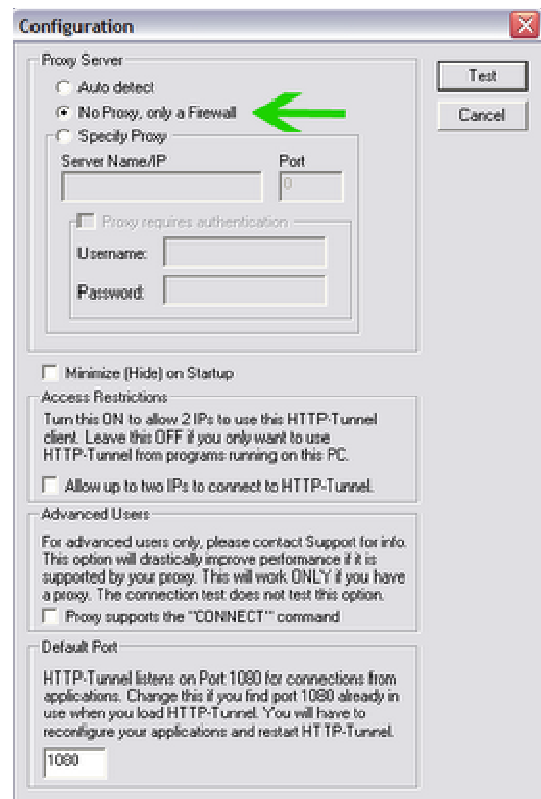 Configuration
Proxy Server
Auto detect
No Proxy, only a Firewall
Specify Proxy
Server Name/IP Port
0
Proxy requires authentication
Username:
Password:
Test
Cancel
Minimize (Hide) on Startup
Access Restrictions
Turn this ON to allow 2 IPs to use this HTTP-Tunnel
client. Leave this OFF if you only want to use
HTTP-Tunnel from programs running on this PC.
Allow up to two IPs to connect to HTTP-Tunnel.
Advanced Users
For advanced users only, please contact Support for info.
This option will drastically improve performance if it is
supported by your proxy. This will work ONLY if you have
a proxy. The connection test does not test this option.
Proxy supports the "CONNECT" command
Default Port
HTTP-Tunnel listens on Port 1080 for connections from
applications. Change this if you find port 1080 already in
use when you load HTTP-Tunnel. You will have to
reconfigure your applications and restart HTTP-Tunnel.
1080